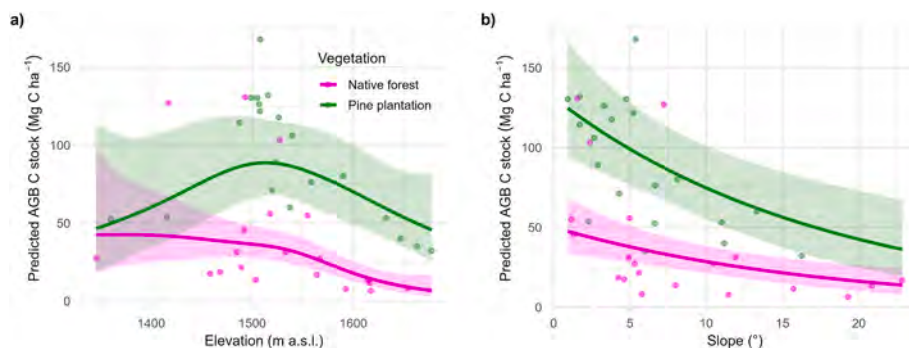 a)
Predicted AGB C stock (Mg C ha⁻¹)
150
100
50
0
1400
1500
1600
Elevation (m a.s.l.)
Vegetation
Native forest
Pine plantation
b)
Predicted AGB C stock (Mg C ha⁻¹)
150
100
50
0
0
5
10
15
20
Slope (°)